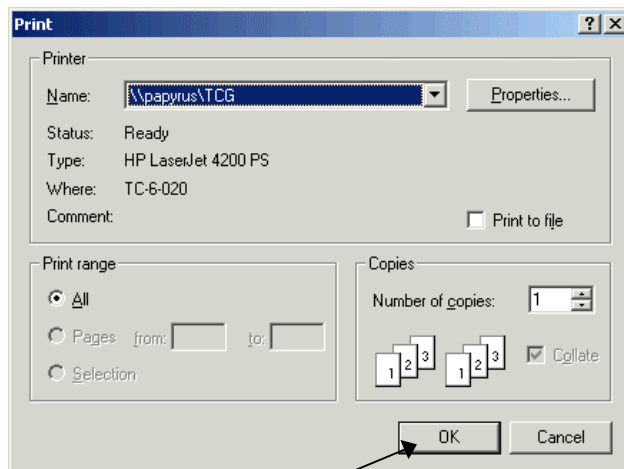 Print
Printer
Name: \\papyrus\TCG Properties...
Status: Ready
Type: HP LaserJet 4200 PS
Where: TC-6-020
Comment: Print to file
Print range
All
Pages from: to:
Selection
Copies
Number of copies: 1
1 2 3 1 2 3 Collate
OK Cancel